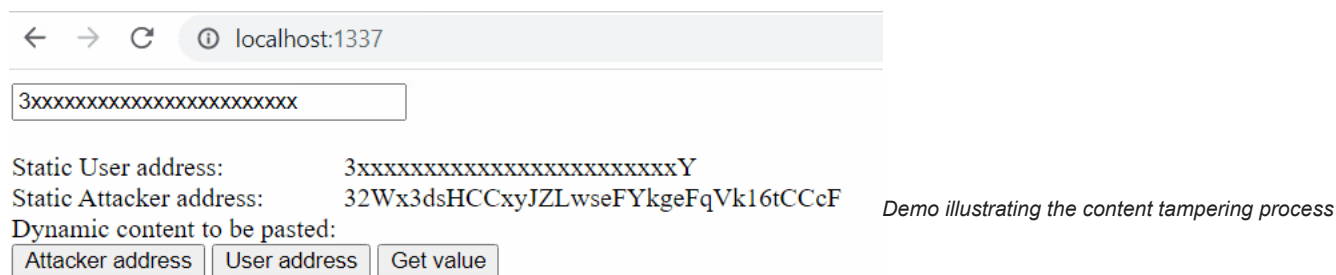 localhost:1337
3xxxxxxxxxxxxxxxxxxxxxxxx
Static User address: 3xxxxxxxxxxxxxxxxxxxxxxxxY
Static Attacker address: 32Wx3dsHCCxyJZLwseFYkgeFqVk16tCCcF
Demo illustrating the content tampering process
Dynamic content to be pasted:
Attacker address User address Get value